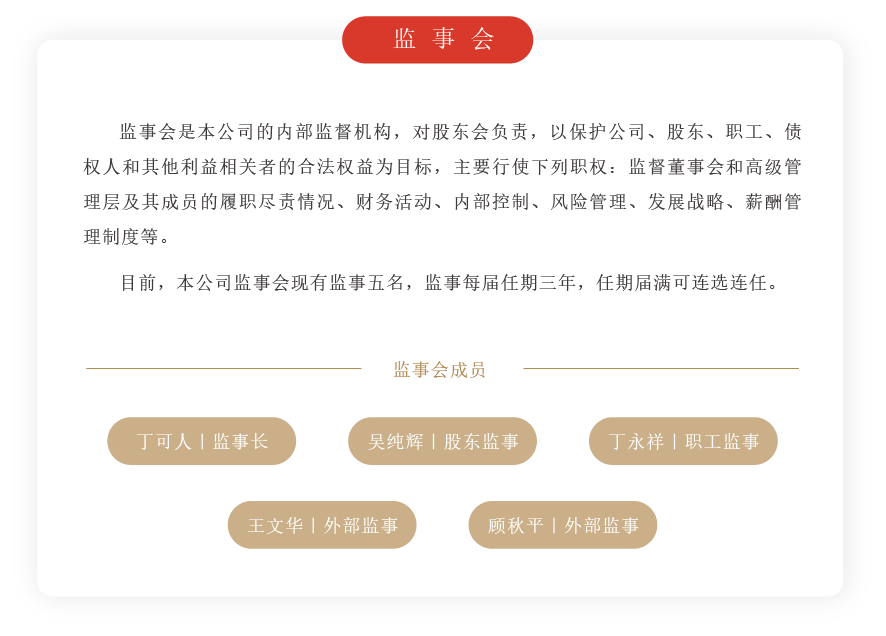 监事会
监事会是本公司的内部监督机构，对股东会负责，以保护公司、股东、职工、债
权人和其他利益相关者的合法权益为目标，主要行使下列职权：监督董事会和高级管
理层及其成员的履职尽责情况、财务活动、内部控制、风险管理、发展战略、薪酬管
理制度等。
目前，本公司监事会现有监事五名，监事每届任期三年，任期届满可连选连任。
监事会成员
丁可人丨监事长
吴纯辉丨股东监事
丁永祥丨职工监事
王文华丨外部监事
顾秋平丨外部监事